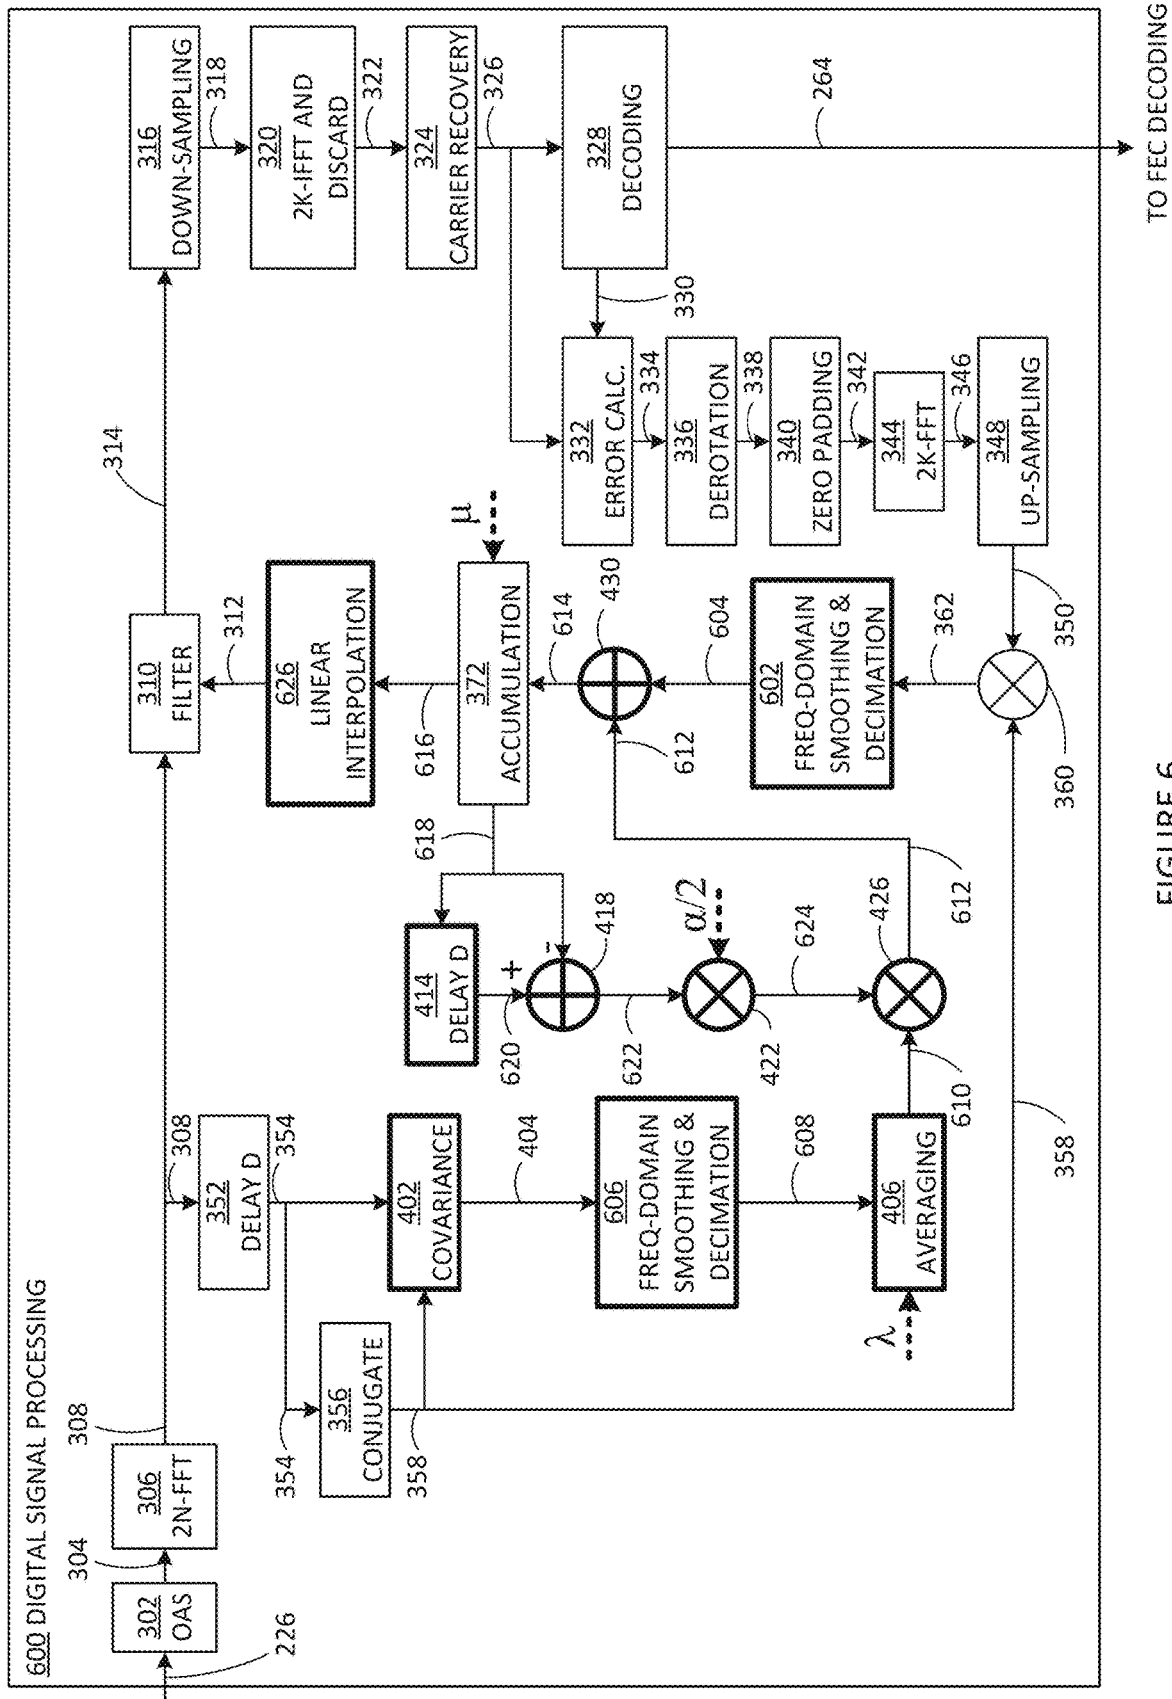 600 DIGITAL SIGNAL PROCESSING
226
302
OAS
304
306
2N-FFT
308
308
310
FILTER
314
312
316
DOWN-SAMPLING
318
320
2K-IFFT AND
DISCARD
322
324
CARRIER RECOVERY
326
328
DECODING
264
TO FEC DECODING
330
332
ERROR CALC.
334
336
DEROTATION
338
340
ZERO PADDING
342
344
2K-FFT
346
348
UP-SAMPLING
350
352
DELAY D
354
354
356
CONJUGATE
358
358
360
362
602
FREQ-DOMAIN
SMOOTHING &
DECIMATION
604
430
614
372
ACCUMULATION
μ
616
626
LINEAR
INTERPOLATION
618
414
DELAY D
620
+
-
418
622
α/2
422
624
426
612
612
402
COVARIANCE
404
606
FREQ-DOMAIN
SMOOTHING &
DECIMATION
608
406
AVERAGING
λ
610
FIGURE 6